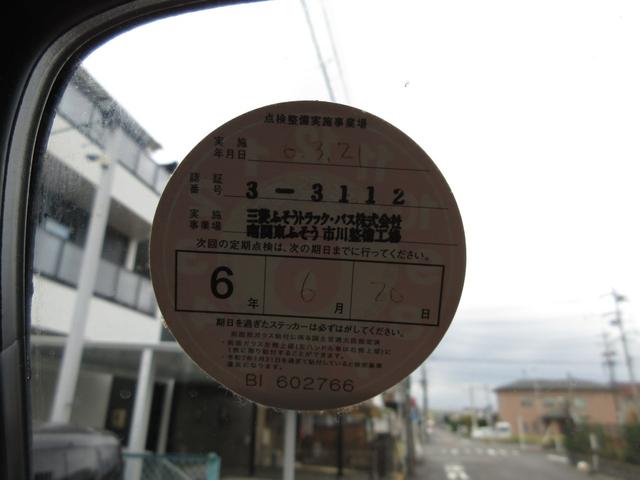 点検整備実施事業場
実施
年月日 6.3.21
認証
番号 3-3112
実施
事業場
三菱ふそうトラック・バス株式会社
南関東ふそう 市川整備工場
次回の定期点検は、次の期日までに行ってください。
6年 6月 20日
期日を過ぎたステッカーは必ずはがしてください。
BI 602766